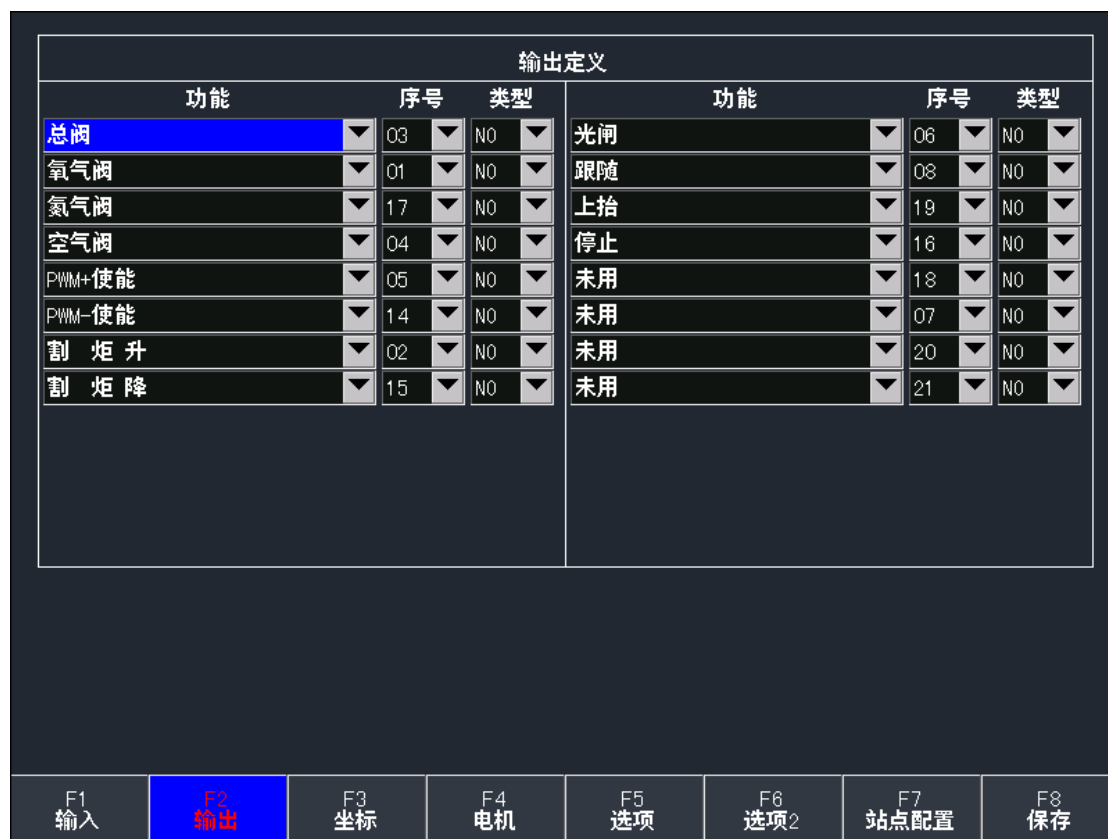 输出定义
功能 序号 类型 功能 序号 类型
总阀 03 NO 光闸 06 NO
氧气阀 01 NO 跟随 08 NO
氮气阀 17 NO 上抬 19 NO
空气阀 04 NO 停止 16 NO
PWM+使能 05 NO 未用 18 NO
PWM-使能 14 NO 未用 07 NO
割 炬 升 02 NO 未用 20 NO
割 炬 降 15 NO 未用 21 NO
F1 F2 F3 F4 F5 F6 F7 F8
输入 输出 坐标 电机 选项 选项2 站点配置 保存